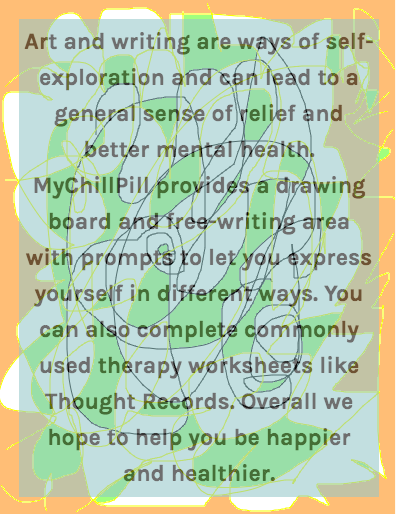 Art and writing are ways of self-
exploration and can lead to a
general sense of relief and
better mental health.
MyChillPill provides a drawing
board and free-writing area
with prompts to let you express
yourself in different ways. You
can also complete commonly
used therapy worksheets like
Thought Records. Overall we
hope to help you be happier
and healthier.